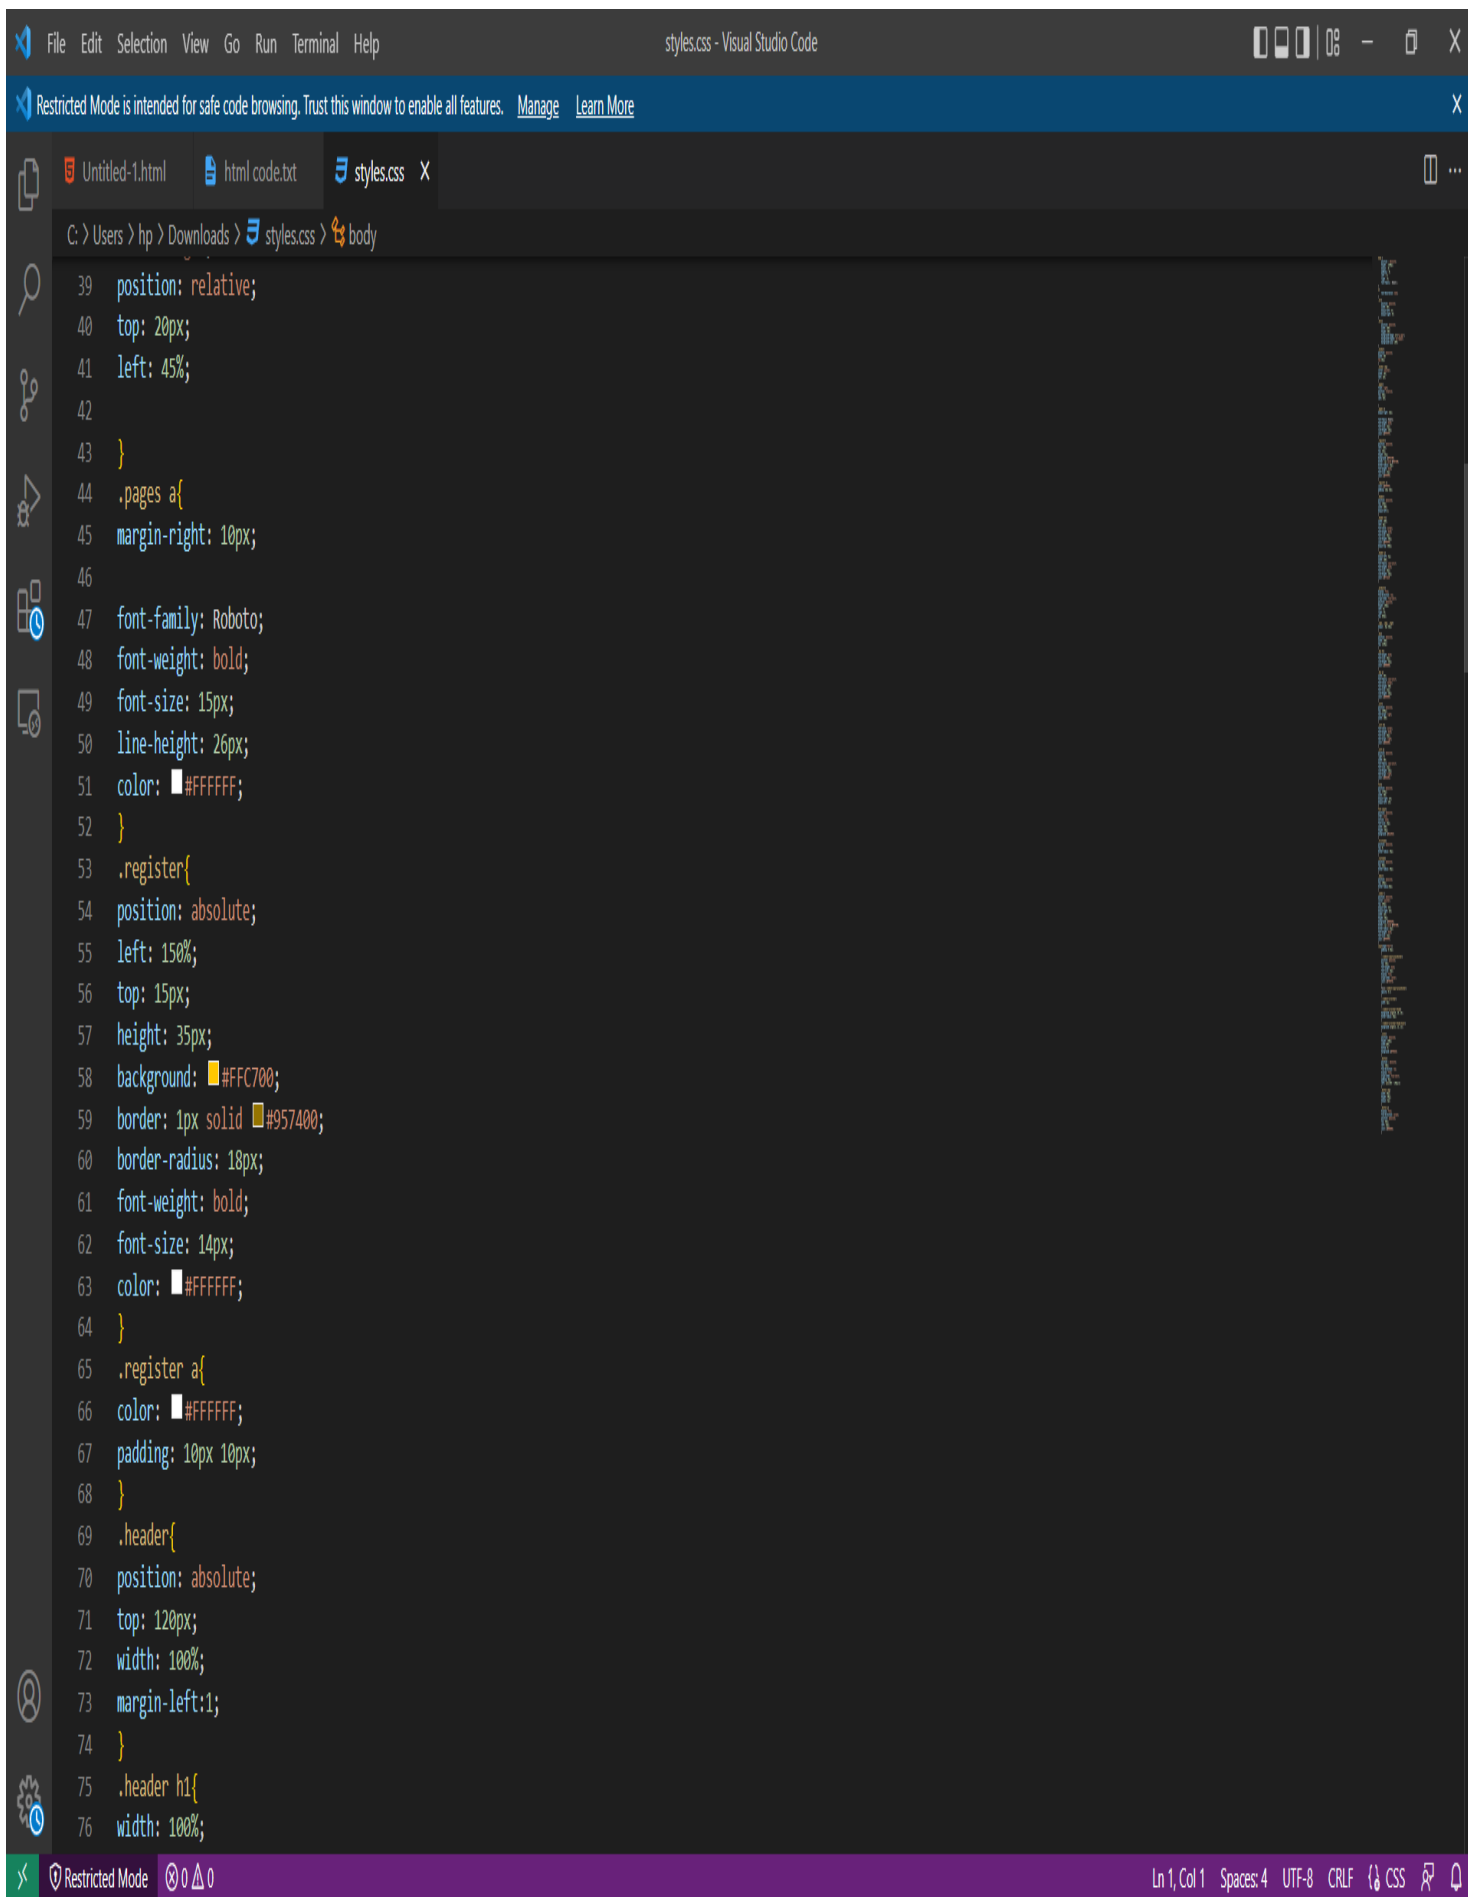 File Edit Selection View Go Run Terminal Help styles.css - Visual Studio Code
Restricted Mode is intended for safe code browsing. Trust this window to enable all features. Manage Learn More
Untitled-1.html html code.txt styles.css
C: > Users > hp > Downloads > styles.css > body
39 position: relative;
40 top: 20px;
41 left: 45%;
42
43 }
44 .pages a{
45 margin-right: 10px;
46
47 font-family: Roboto;
48 font-weight: bold;
49 font-size: 15px;
50 line-height: 26px;
51 color: #FFFFFF;
52 }
53 .register{
54 position: absolute;
55 left: 150%;
56 top: 15px;
57 height: 35px;
58 background: #FFC700;
59 border: 1px solid #957400;
60 border-radius: 18px;
61 font-weight: bold;
62 font-size: 14px;
63 color: #FFFFFF;
64 }
65 .register a{
66 color: #FFFFFF;
67 padding: 10px 10px;
68 }
69 .header{
70 position: absolute;
71 top: 120px;
72 width: 100%;
73 margin-left:1;
74 }
75 .header h1{
76 width: 100%;
Restricted Mode 0 0 Ln 1, Col 1 Spaces: 4 UTF-8 CRLF CSS